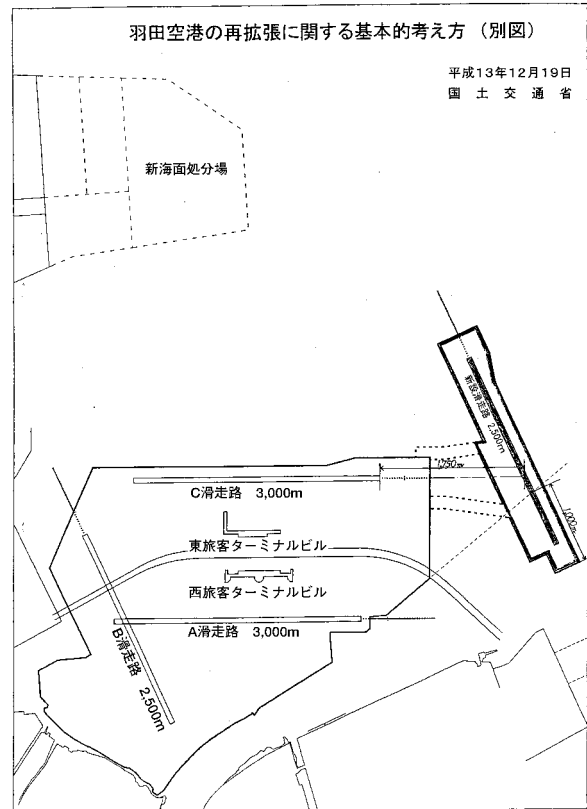 羽田空港の再拡張に関する基本的考え方（別図）
平成13年12月19日
国土交通省
新海面処分場
新設滑走路 2,500m
1,750m
1,000m
C滑走路 3,000m
東旅客ターミナルビル
西旅客ターミナルビル
A滑走路 3,000m
B滑走路 2,500m